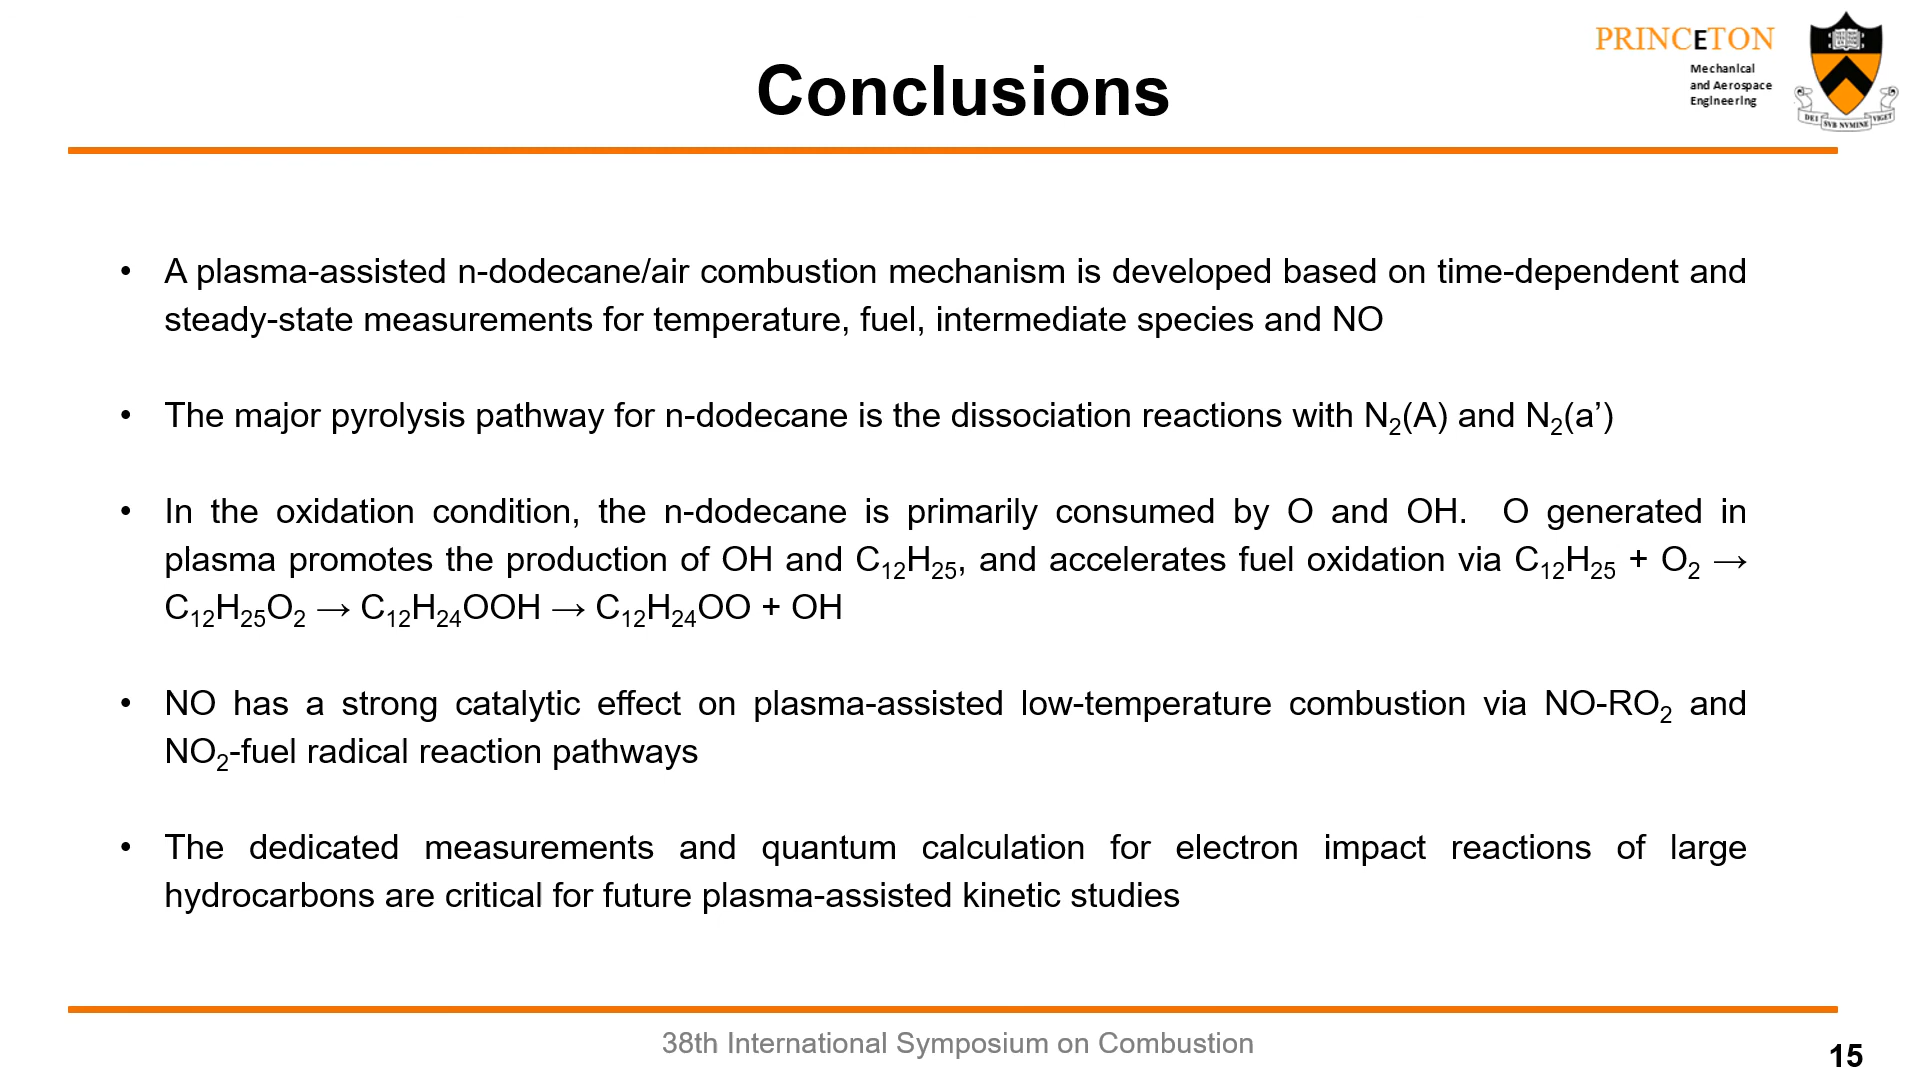 Conclusions
PRINCETON
Mechanical
and Aerospace
Engineering
DEI SVB NVMINE VIGET
• A plasma-assisted n-dodecane/air combustion mechanism is developed based on time-dependent and
steady-state measurements for temperature, fuel, intermediate species and NO
• The major pyrolysis pathway for n-dodecane is the dissociation reactions with N₂(A) and N₂(a’)
• In the oxidation condition, the n-dodecane is primarily consumed by O and OH. O generated in
plasma promotes the production of OH and C₁₂H₂₅, and accelerates fuel oxidation via C₁₂H₂₅ + O₂ →
C₁₂H₂₅O₂ → C₁₂H₂₄OOH → C₁₂H₂₄OO + OH
• NO has a strong catalytic effect on plasma-assisted low-temperature combustion via NO-RO₂ and
NO₂-fuel radical reaction pathways
• The dedicated measurements and quantum calculation for electron impact reactions of large
hydrocarbons are critical for future plasma-assisted kinetic studies
38th International Symposium on Combustion
15